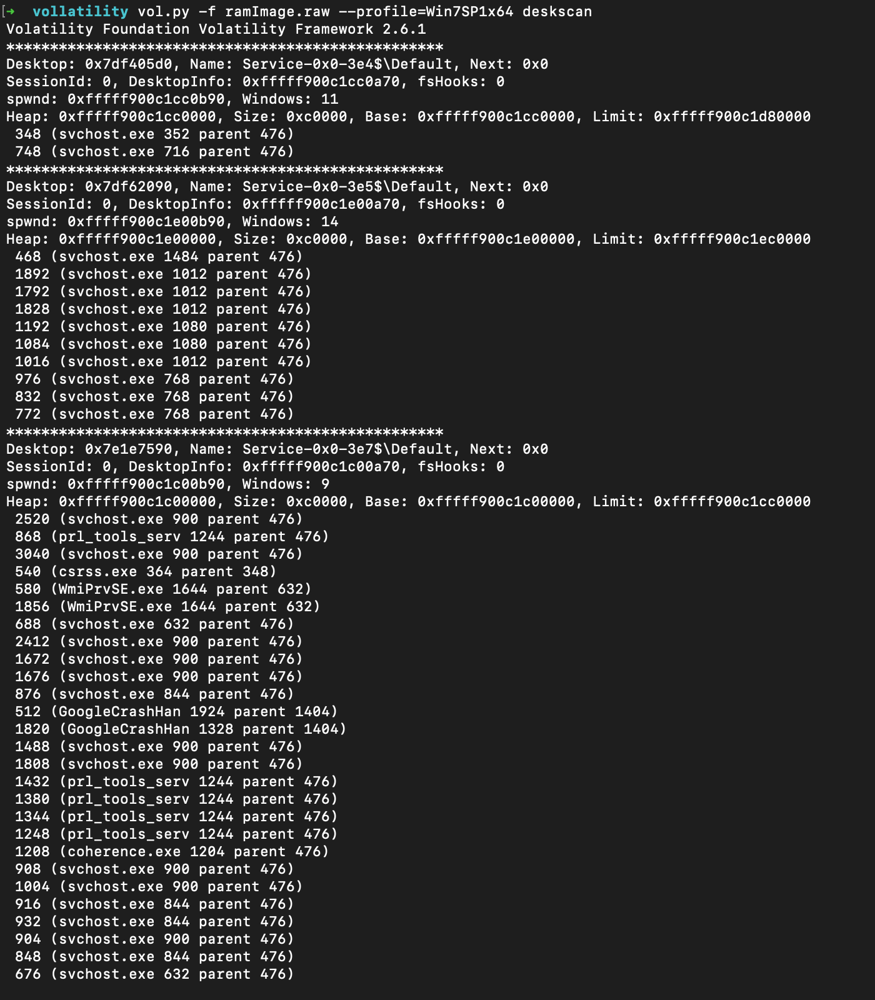 [➜  vollatility vol.py -f ramImage.raw --profile=Win7SP1x64 deskscan
Volatility Foundation Volatility Framework 2.6.1
**************************************************
Desktop: 0x7df405d0, Name: Service-0x0-3e4$\Default, Next: 0x0
SessionId: 0, DesktopInfo: 0xfffff900c1cc0a70, fsHooks: 0
spwnd: 0xfffff900c1cc0b90, Windows: 11
Heap: 0xfffff900c1cc0000, Size: 0xc0000, Base: 0xfffff900c1cc0000, Limit: 0xfffff900c1d80000
 348 (svchost.exe 352 parent 476)
 748 (svchost.exe 716 parent 476)
**************************************************
Desktop: 0x7df62090, Name: Service-0x0-3e5$\Default, Next: 0x0
SessionId: 0, DesktopInfo: 0xfffff900c1e00a70, fsHooks: 0
spwnd: 0xfffff900c1e00b90, Windows: 14
Heap: 0xfffff900c1e00000, Size: 0xc0000, Base: 0xfffff900c1e00000, Limit: 0xfffff900c1ec0000
 468 (svchost.exe 1484 parent 476)
 1892 (svchost.exe 1012 parent 476)
 1792 (svchost.exe 1012 parent 476)
 1828 (svchost.exe 1012 parent 476)
 1192 (svchost.exe 1080 parent 476)
 1084 (svchost.exe 1080 parent 476)
 1016 (svchost.exe 1012 parent 476)
 976 (svchost.exe 768 parent 476)
 832 (svchost.exe 768 parent 476)
 772 (svchost.exe 768 parent 476)
**************************************************
Desktop: 0x7e1e7590, Name: Service-0x0-3e7$\Default, Next: 0x0
SessionId: 0, DesktopInfo: 0xfffff900c1c00a70, fsHooks: 0
spwnd: 0xfffff900c1c00b90, Windows: 9
Heap: 0xfffff900c1c00000, Size: 0xc0000, Base: 0xfffff900c1c00000, Limit: 0xfffff900c1cc0000
 2520 (svchost.exe 900 parent 476)
 868 (prl_tools_serv 1244 parent 476)
 3040 (svchost.exe 900 parent 476)
 540 (csrss.exe 364 parent 348)
 580 (WmiPrvSE.exe 1644 parent 632)
 1856 (WmiPrvSE.exe 1644 parent 632)
 688 (svchost.exe 632 parent 476)
 2412 (svchost.exe 900 parent 476)
 1672 (svchost.exe 900 parent 476)
 1676 (svchost.exe 900 parent 476)
 876 (svchost.exe 844 parent 476)
 512 (GoogleCrashHan 1924 parent 1404)
 1820 (GoogleCrashHan 1328 parent 1404)
 1488 (svchost.exe 900 parent 476)
 1808 (svchost.exe 900 parent 476)
 1432 (prl_tools_serv 1244 parent 476)
 1380 (prl_tools_serv 1244 parent 476)
 1344 (prl_tools_serv 1244 parent 476)
 1248 (prl_tools_serv 1244 parent 476)
 1208 (coherence.exe 1204 parent 476)
 908 (svchost.exe 900 parent 476)
 1004 (svchost.exe 900 parent 476)
 916 (svchost.exe 844 parent 476)
 932 (svchost.exe 844 parent 476)
 904 (svchost.exe 900 parent 476)
 848 (svchost.exe 844 parent 476)
 676 (svchost.exe 632 parent 476)